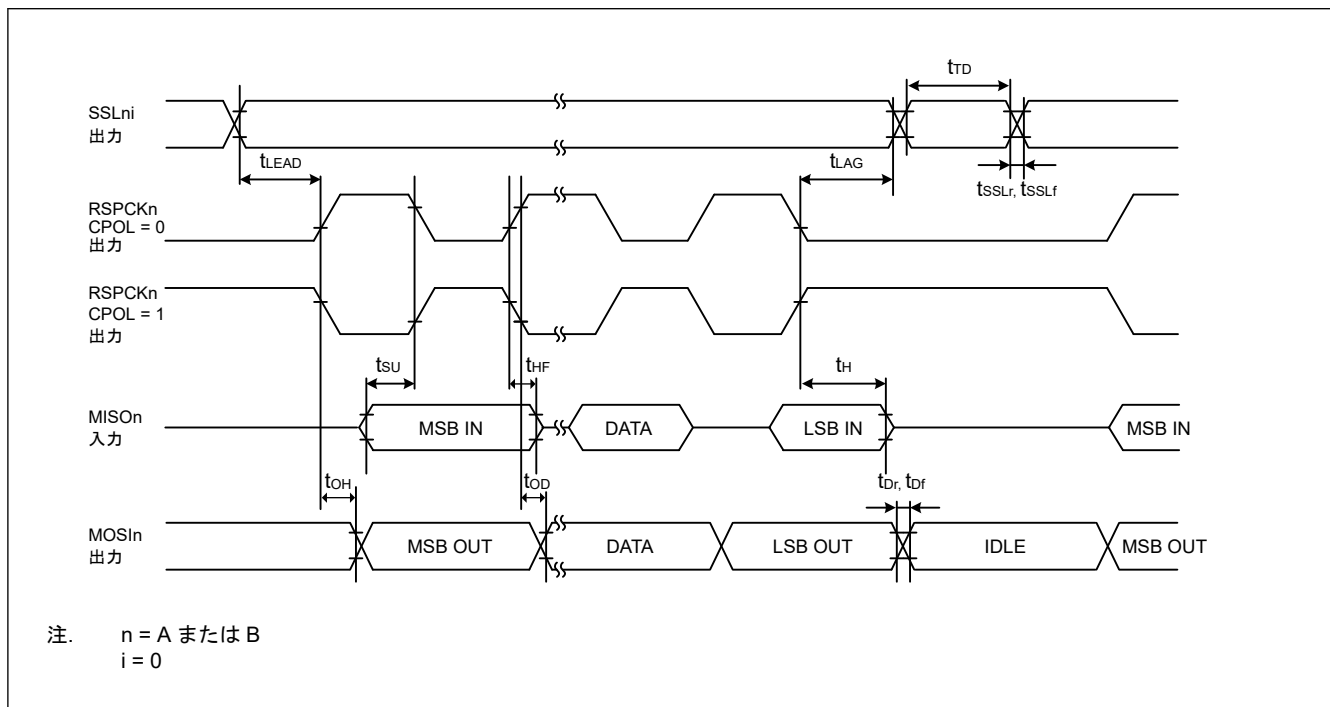 tTD
SSLni
出力
tLEAD
tLAG
tSSLr, tSSLf
RSPCKn
CPOL = 0
出力
RSPCKn
CPOL = 1
出力
tSU
tHF
tH
MISOn
入力
MSB IN
DATA
LSB IN
MSB IN
tOH
tOD
tDr, tDf
MOSIn
出力
MSB OUT
DATA
LSB OUT
IDLE
MSB OUT
注. n = A または B
i = 0